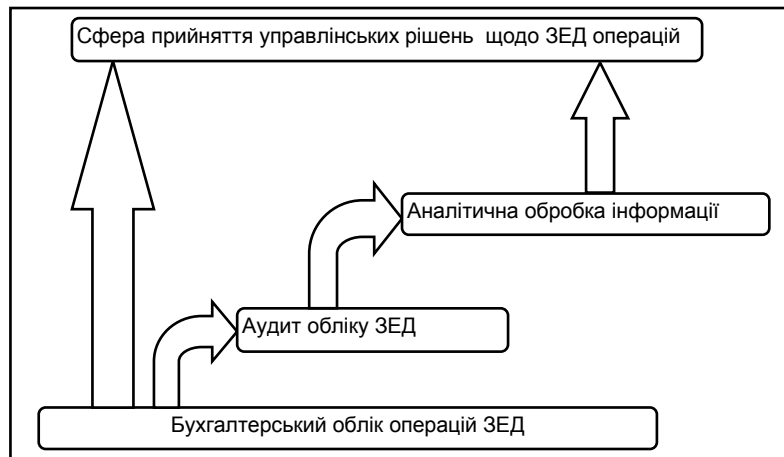 Сфера прийняття управлінських рішень щодо ЗЕД операцій
Аналітична обробка інформації
Аудит обліку ЗЕД
Бухгалтерський облік операцій ЗЕД